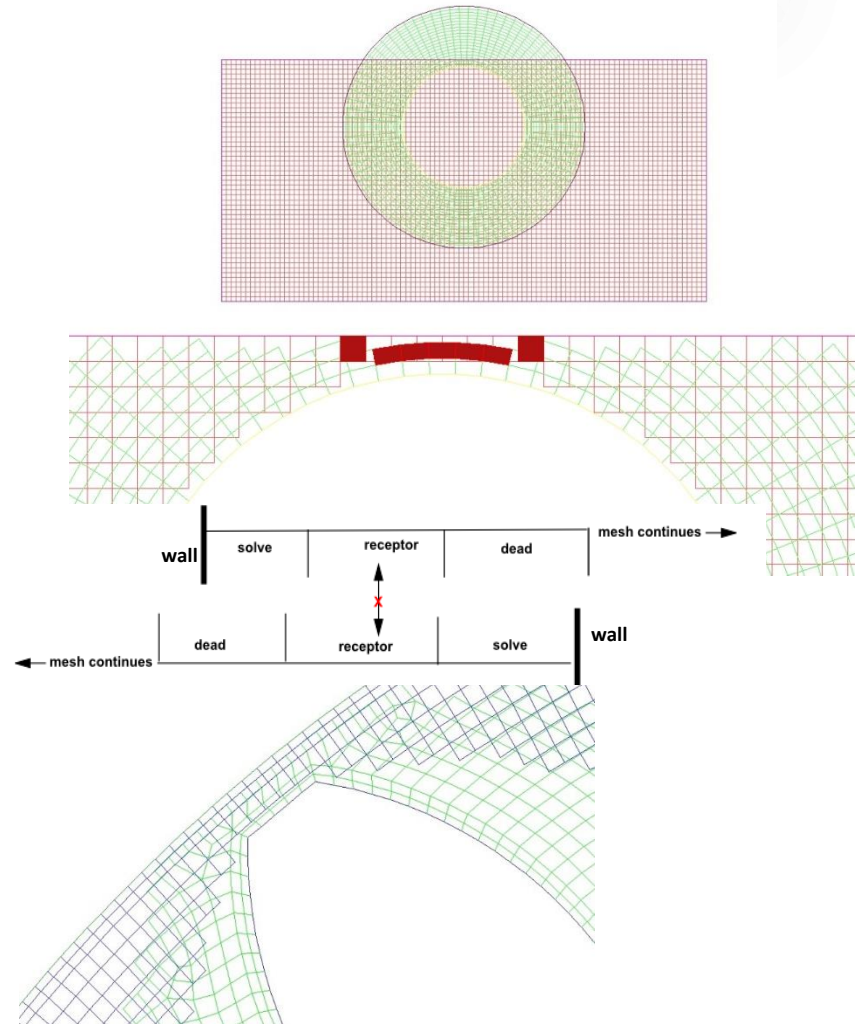 mesh continues
solve
receptor
dead
wall
dead
receptor
solve
wall
mesh continues